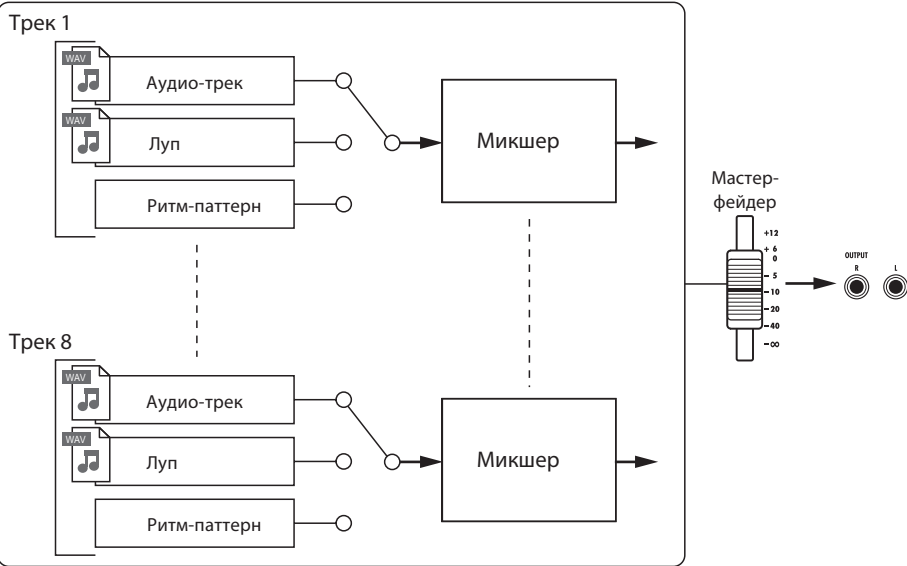 Трек 1
WAV
Аудио-трек
WAV
Луп
Ритм-паттерн
Микшер
Мастер-
фейдер
+12
+ 6
0
– 5
– 10
– 20
– 40
– ∞
OUTPUT
R L
Трек 8
WAV
Аудио-трек
WAV
Луп
Ритм-паттерн
Микшер